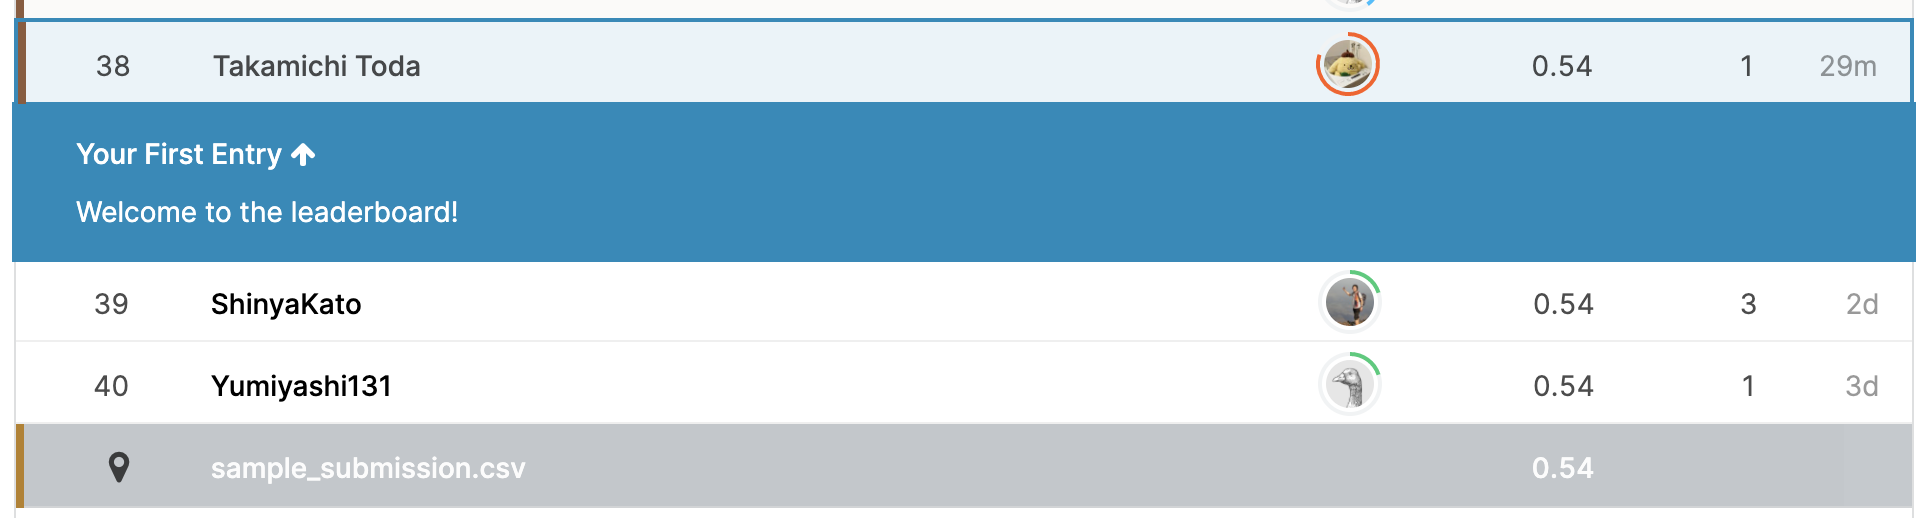 38 Takamichi Toda 0.54 1 29m
Your First Entry
Welcome to the leaderboard!
39 ShinyaKato 0.54 3 2d
40 Yumiyashi131 0.54 1 3d
sample_submission.csv 0.54